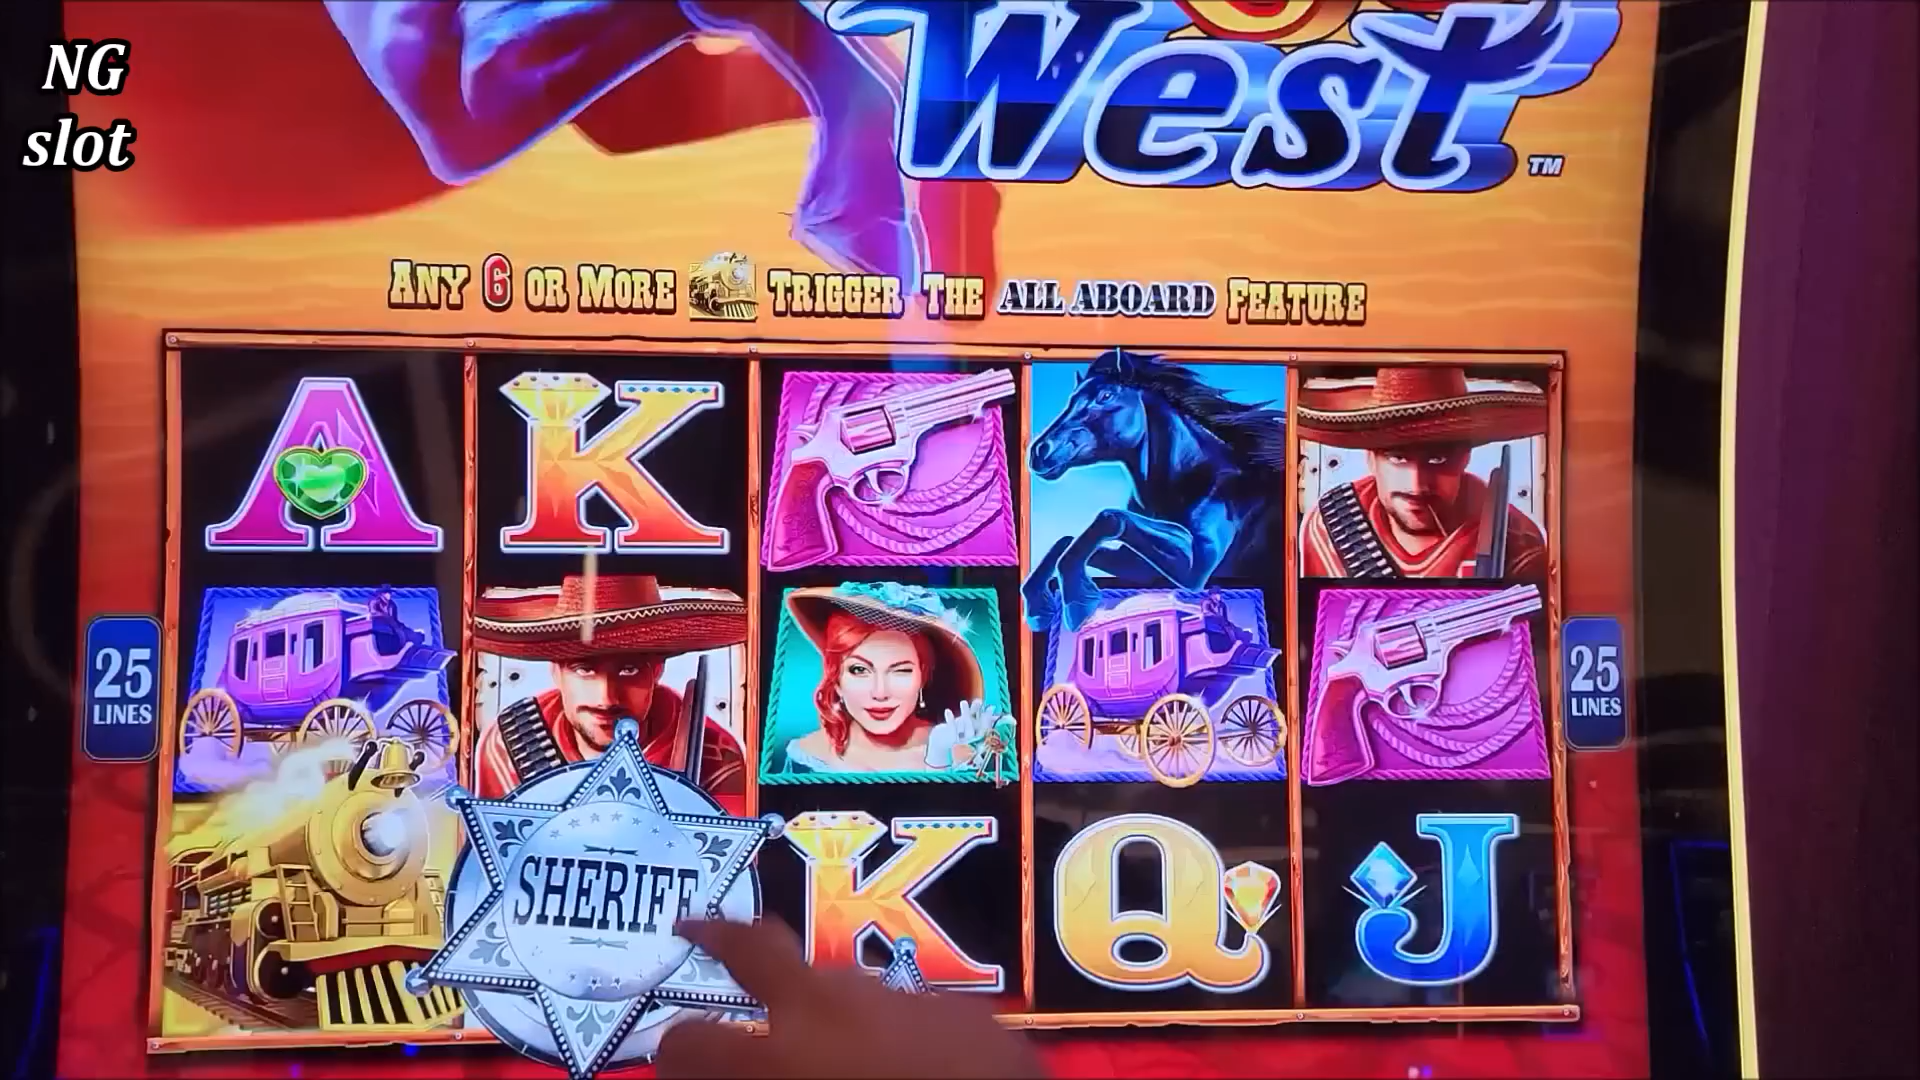 NG
slot
West
TM
ANY 6 OR MORE TRIGGER THE ALL ABOARD FEATURE
A
K
25
LINES
25
LINES
SHERIFF
K
Q
J